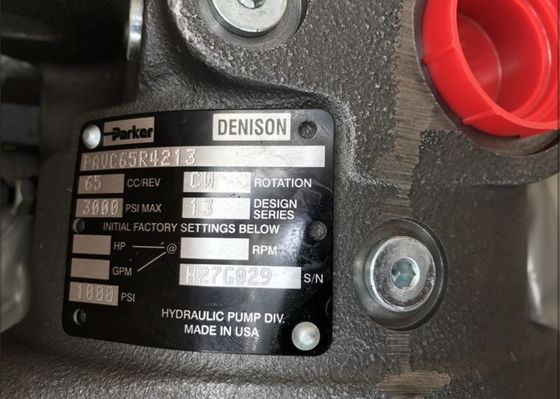 Parker DENISON
PAVC65R4213
65 CC/REV CW ROTATION
3000 PSI MAX 13 DESIGN SERIES
INITIAL FACTORY SETTINGS BELOW
HP @ RPM
GPM H27G029 S/N
1000 PSI
HYDRAULIC PUMP DIV.
MADE IN USA